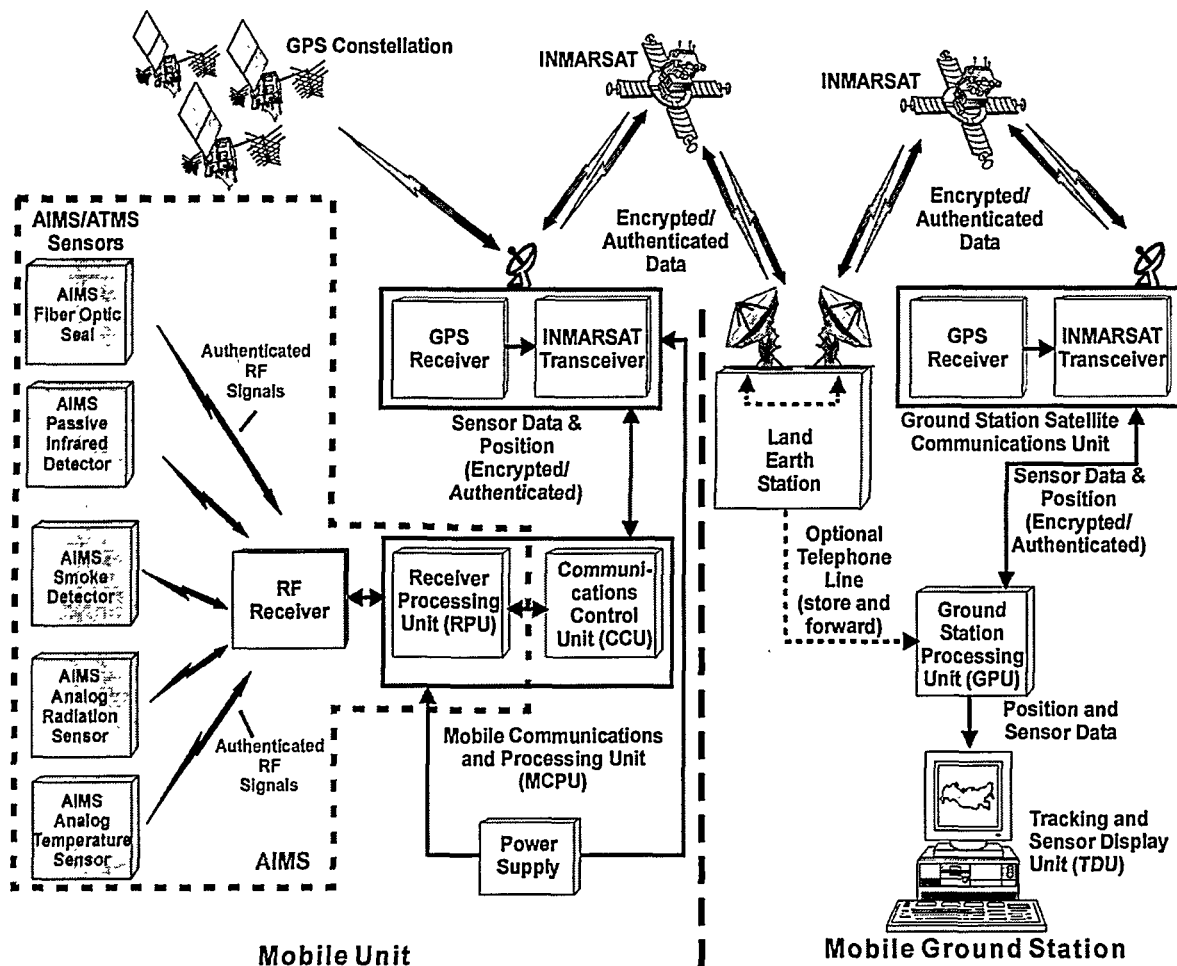 GPS Constellation
INMARSAT
INMARSAT
Encrypted/
Authenticated
Data
Encrypted/
Authenticated
Data
AIMS/ATMS
Sensors
AIMS
Fiber Optic
Seal
AIMS
Passive
Infrared
Detector
AIMS
Smoke
Detector
AIMS
Analog
Radiation
Sensor
AIMS
Analog
Temperature
Sensor
Authenticated
RF
Signals
Authenticated
RF
Signals
AIMS
RF
Receiver
GPS
Receiver
INMARSAT
Transceiver
Sensor Data &
Position
(Encrypted/
Authenticated)
Receiver
Processing
Unit (RPU)
Communi-
cations
Control
Unit (CCU)
Mobile Communications
and Processing Unit
(MCPU)
Power
Supply
Mobile Unit
Land
Earth
Station
Optional
Telephone
Line
(store and
forward)
GPS
Receiver
INMARSAT
Transceiver
Ground Station Satellite
Communications Unit
Sensor Data &
Position
(Encrypted/
Authenticated)
Ground
Station
Processing
Unit (GPU)
Position and
Sensor Data
Tracking and
Sensor Display
Unit (TDU)
Mobile Ground Station